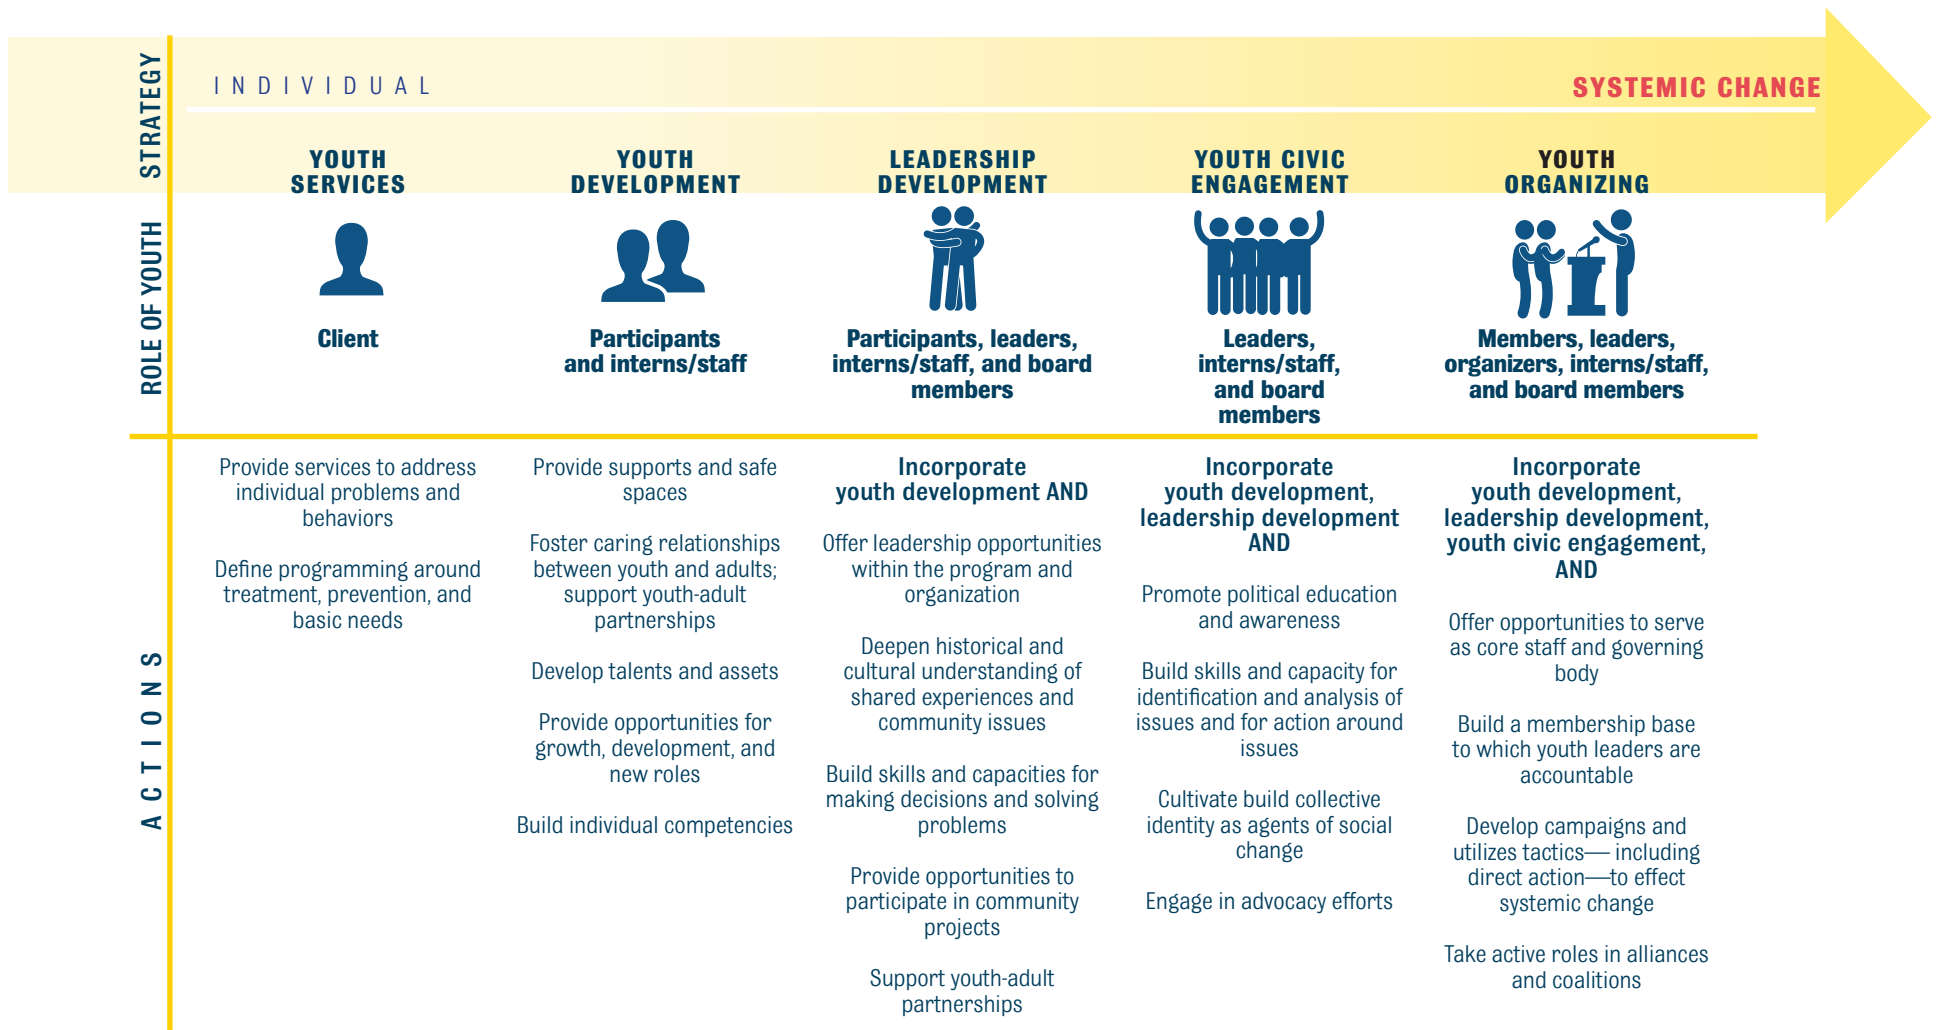 STRATEGY
INDIVIDUAL
SYSTEMIC CHANGE
YOUTH
SERVICES
YOUTH
DEVELOPMENT
LEADERSHIP
DEVELOPMENT
YOUTH CIVIC
ENGAGEMENT
YOUTH
ORGANIZING
ROLE OF YOUTH
Client
Participants
and interns/staff
Participants, leaders,
interns/staff, and board
members
Leaders,
interns/staff,
and board
members
Members, leaders,
organizers, interns/staff,
and board members
ACTIONS
Provide services to address
individual problems and
behaviors
Define programming around
treatment, prevention, and
basic needs
Provide supports and safe
spaces
Foster caring relationships
between youth and adults;
support youth-adult
partnerships
Develop talents and assets
Provide opportunities for
growth, development, and
new roles
Build individual competencies
Incorporate
youth development AND
Offer leadership opportunities
within the program and
organization
Deepen historical and
cultural understanding of
shared experiences and
community issues
Build skills and capacities for
making decisions and solving
problems
Provide opportunities to
participate in community
projects
Support youth-adult
partnerships
Incorporate
youth development,
leadership development
AND
Promote political education
and awareness
Build skills and capacity for
identification and analysis of
issues and for action around
issues
Cultivate build collective
identity as agents of social
change
Engage in advocacy efforts
Incorporate
youth development,
leadership development,
youth civic engagement,
AND
Offer opportunities to serve
as core staff and governing
body
Build a membership base
to which youth leaders are
accountable
Develop campaigns and
utilizes tactics— including
direct action—to effect
systemic change
Take active roles in alliances
and coalitions